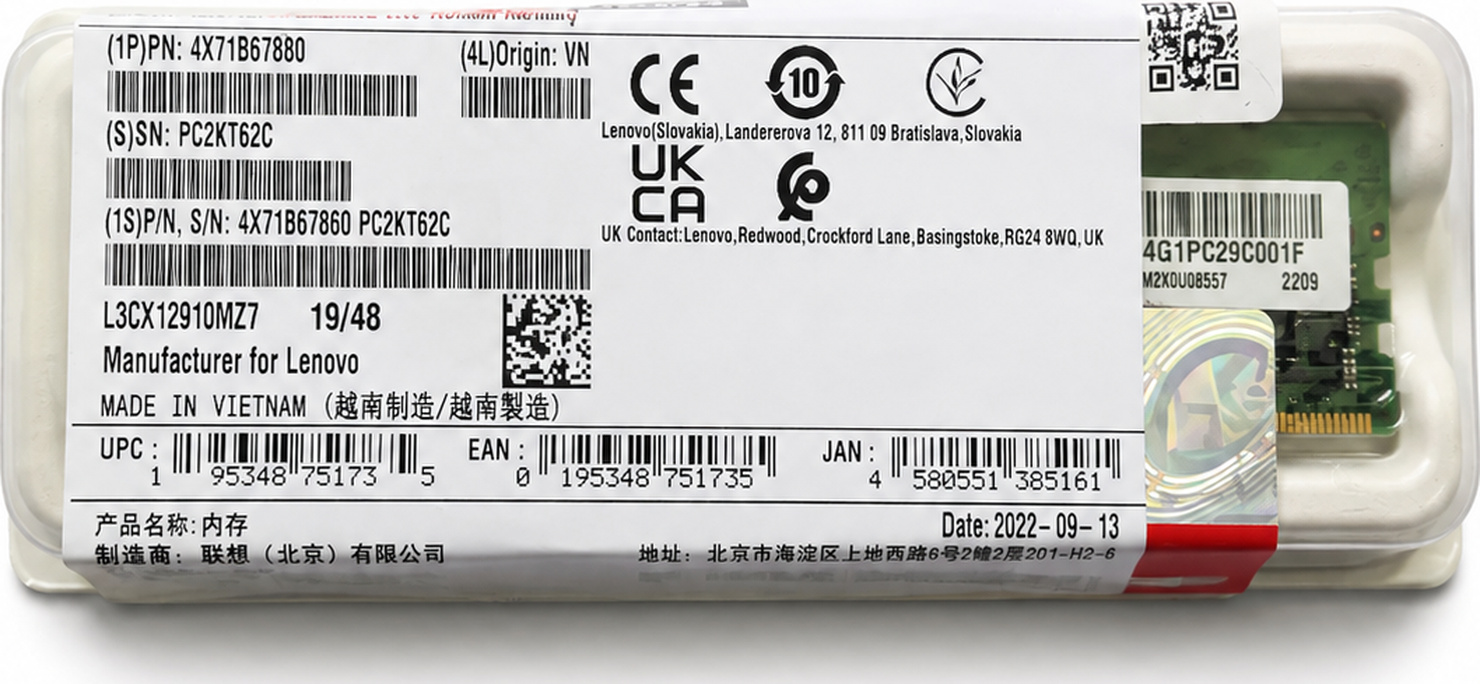 (1P)PN: 4X71B67880 (4L)Origin: VN
(S)SN: PC2KT62C
(1S)P/N, S/N: 4X71B67860 PC2KT62C
L3CX12910MZ7 19/48
Manufacturer for Lenovo
MADE IN VIETNAM (越南制造/越南製造)
CE 10
Lenovo(Slovakia),Landererova 12, 811 09 Bratislava,Slovakia
UK
CA
UK Contact:Lenovo,Redwood,Crockford Lane,Basingstoke,RG24 8WQ,UK
4G1PC29C001F
M2X0U08557 2209
UPC : 1 95348 75173 5 EAN : 0 195348 751735 JAN : 4 580551 385161
产品名称:内存 Date:2022-09-13
制造商: 联想（北京）有限公司 地址: 北京市海淀区上地西路6号2幢2层201-H2-6